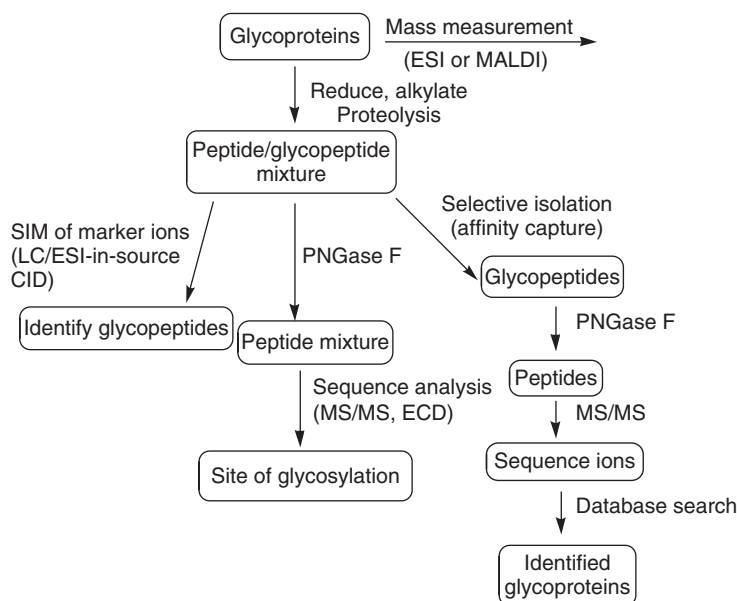 Glycoproteins
Mass measurement
(ESI or MALDI)
Reduce, alkylate
Proteolysis
Peptide/glycopeptide
mixture
SIM of marker ions
(LC/ESI-in-source
CID)
PNGase F
Selective isolation
(affinity capture)
Identify glycopeptides
Peptide mixture
Glycopeptides
PNGase F
Sequence analysis
(MS/MS, ECD)
Peptides
MS/MS
Site of glycosylation
Sequence ions
Database search
Identified
glycoproteins